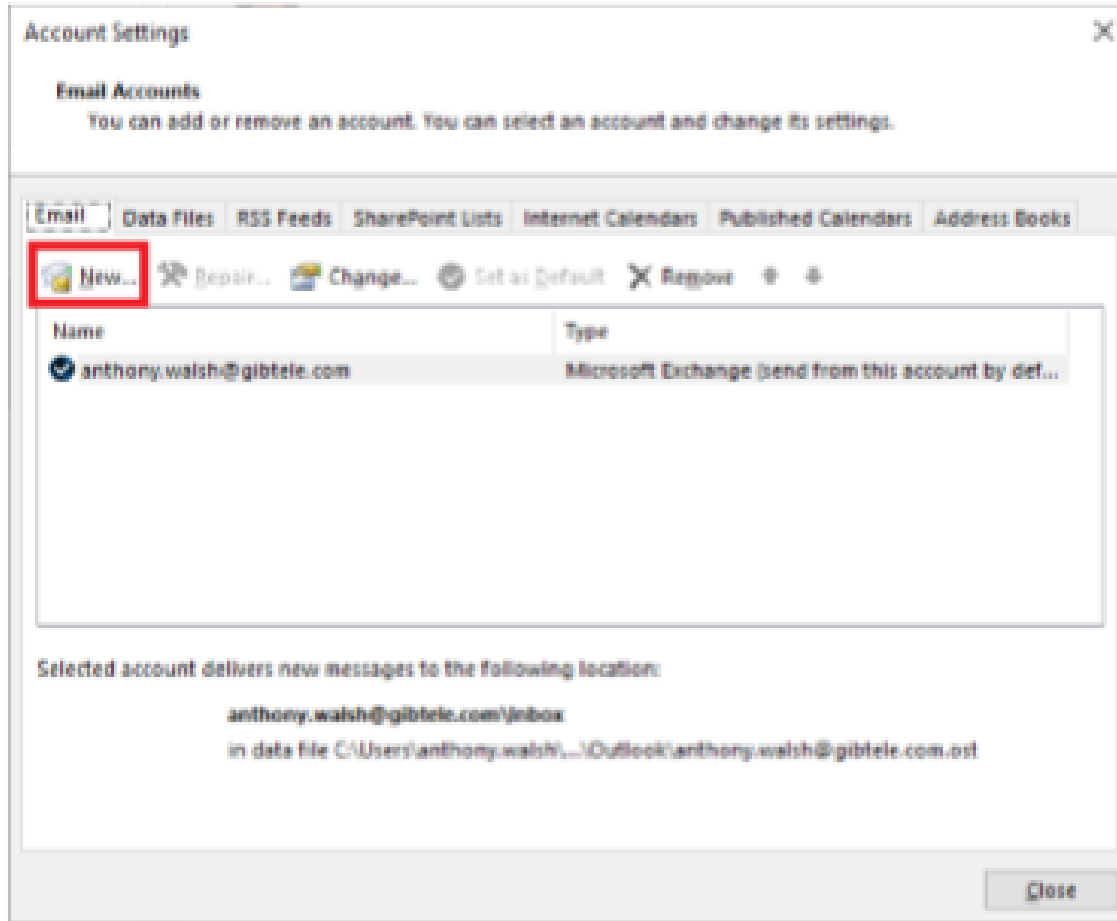 Account Settings
Email Accounts
You can add or remove an account. You can select an account and change its settings.
Email Data Files RSS Feeds SharePoint Lists Internet Calendars Published Calendars Address Books
New... Repair... Change... Set as Default Remove
Name Type
anthony.walsh@gibtele.com Microsoft Exchange (send from this account by def...
Selected account delivers new messages to the following location:
anthony.walsh@gibtele.com\Inbox
in data file C:\Users\anthony.walsh\...\Outlook\anthony.walsh@gibtele.com.ost
Close